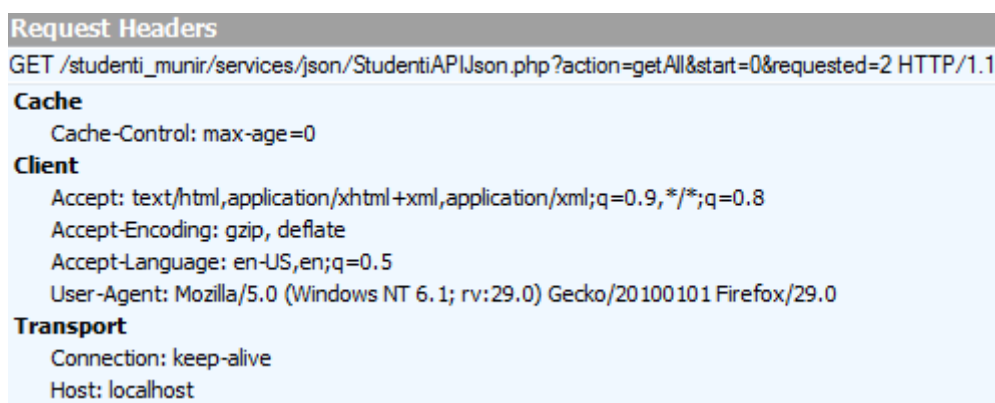 Request Headers
GET /studenti_munir/services/json/StudentiAPIJson.php?action=getAll&start=0&requested=2 HTTP/1.1
Cache
Cache-Control: max-age=0
Client
Accept: text/html,application/xhtml+xml,application/xml;q=0.9,*/*;q=0.8
Accept-Encoding: gzip, deflate
Accept-Language: en-US,en;q=0.5
User-Agent: Mozilla/5.0 (Windows NT 6.1; rv:29.0) Gecko/20100101 Firefox/29.0
Transport
Connection: keep-alive
Host: localhost